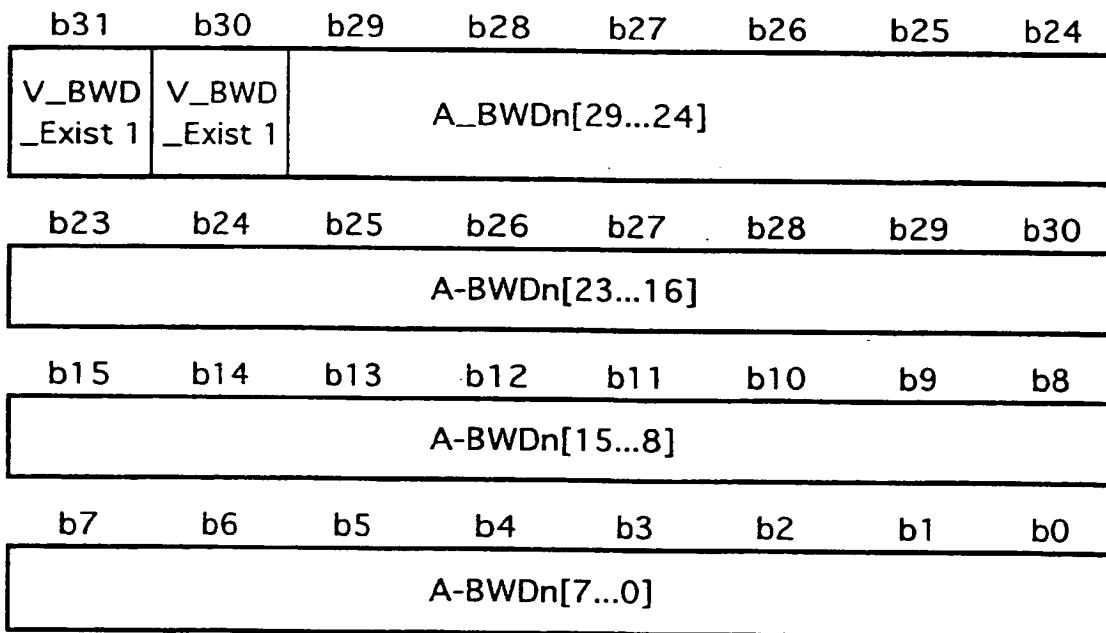 b31 b30 b29 b28 b27 b26 b25 b24
V_BWD V_BWD
_Exist 1 _Exist 1
A_BWDn[29...24]
b23 b24 b25 b26 b27 b28 b29 b30
A-BWDn[23...16]
b15 b14 b13 b12 b11 b10 b9 b8
A-BWDn[15...8]
b7 b6 b5 b4 b3 b2 b1 b0
A-BWDn[7...0]